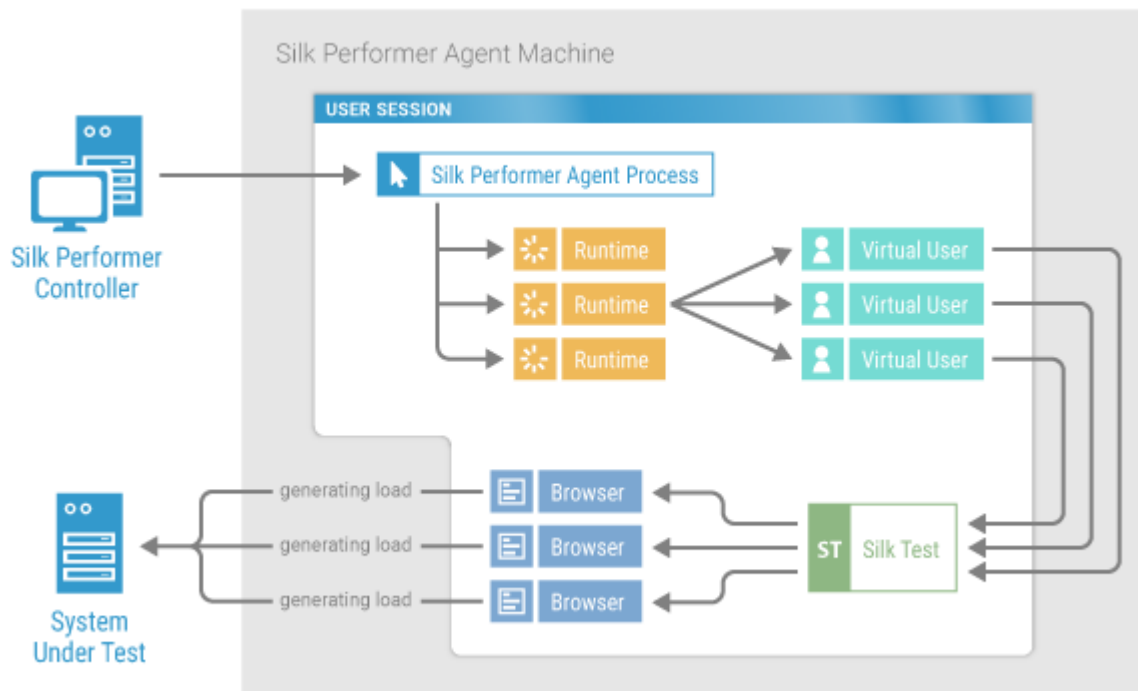 Silk Performer Agent Machine
USER SESSION
Silk Performer Agent Process
Silk Performer
Controller
Runtime
Virtual User
Runtime
Virtual User
Runtime
Virtual User
generating load
Browser
generating load
Browser
ST
Silk Test
generating load
Browser
System
Under Test